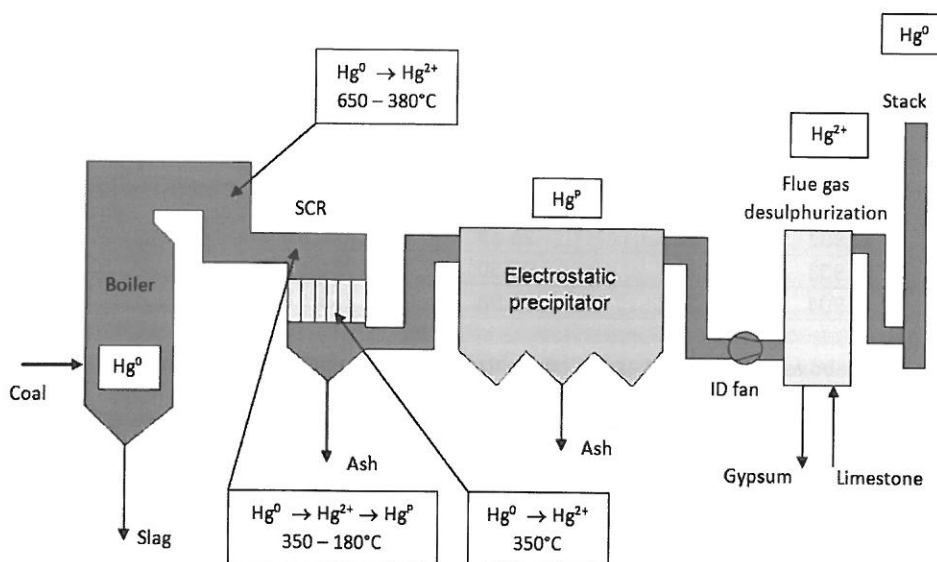 Hg⁰
Hg⁰ → Hg²⁺
650 – 380°C
Stack
Hg²⁺
Flue gas
desulphurization
SCR
Hgᴾ
Boiler
Electrostatic
precipitator
Hg⁰
Coal
ID fan
Ash
Ash
Gypsum
Limestone
Slag
Hg⁰ → Hg²⁺ → Hgᴾ
350 – 180°C
Hg⁰ → Hg²⁺
350°C